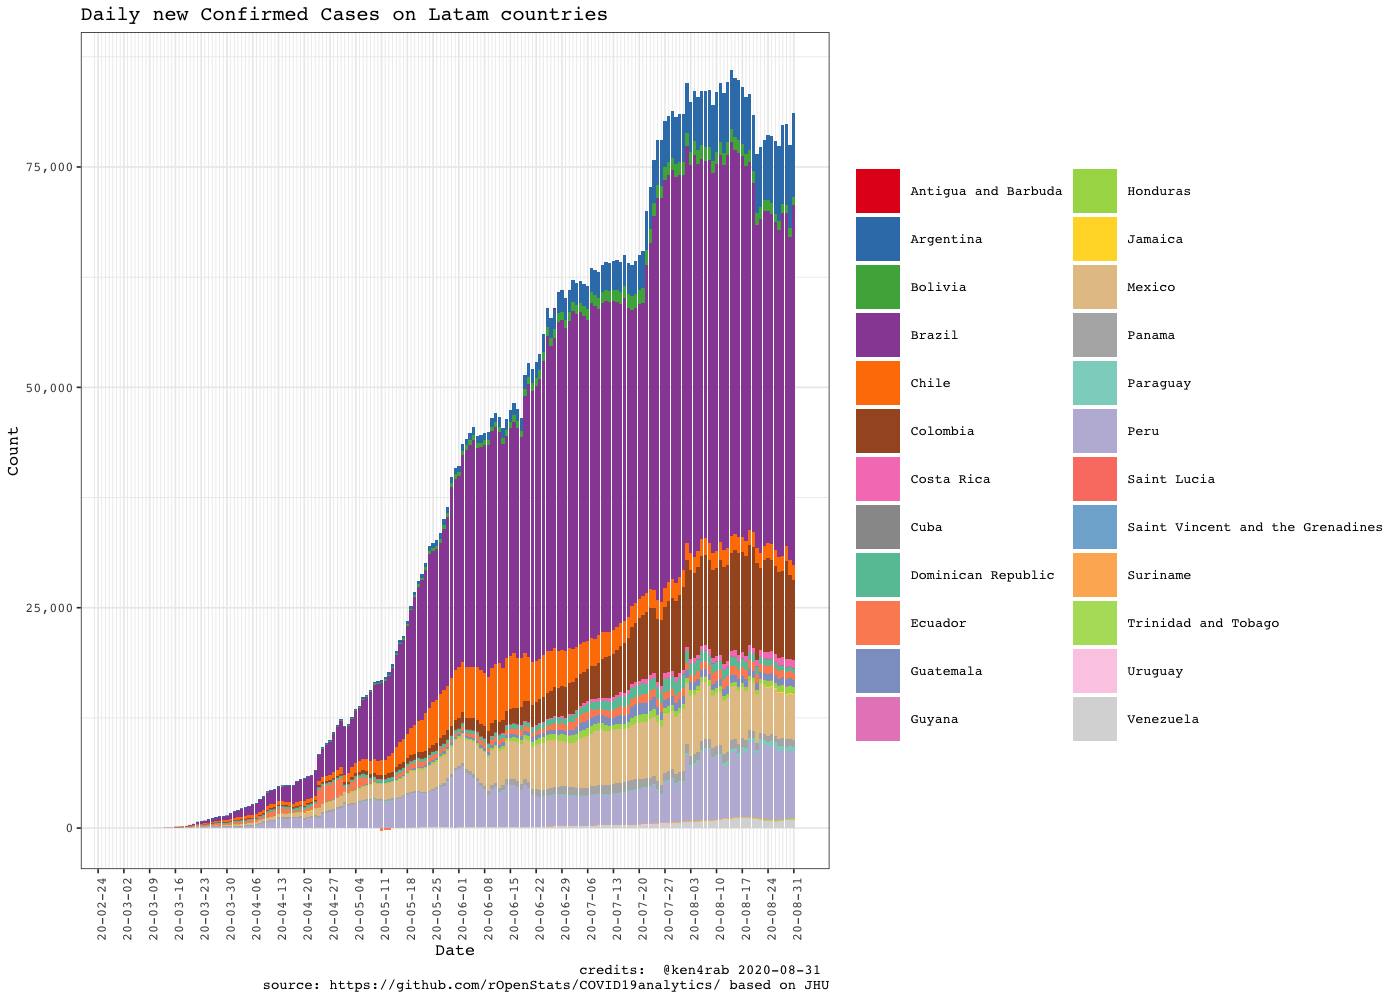 Daily new Confirmed Cases on Latam countries
Count
75,000
50,000
25,000
0
20-02-24
20-03-02
20-03-09
20-03-16
20-03-23
20-03-30
20-04-06
20-04-13
20-04-20
20-04-27
20-05-04
20-05-11
20-05-18
20-05-25
20-06-01
20-06-08
20-06-15
20-06-22
20-06-29
20-07-06
20-07-13
20-07-20
20-07-27
20-08-03
20-08-10
20-08-17
20-08-24
20-08-31
Date
Antigua and Barbuda
Argentina
Bolivia
Brazil
Chile
Colombia
Costa Rica
Cuba
Dominican Republic
Ecuador
Guatemala
Guyana
Honduras
Jamaica
Mexico
Panama
Paraguay
Peru
Saint Lucia
Saint Vincent and the Grenadines
Suriname
Trinidad and Tobago
Uruguay
Venezuela
credits: @ken4rab 2020-08-31
source: https://github.com/rOpenStats/COVID19analytics/ based on JHU